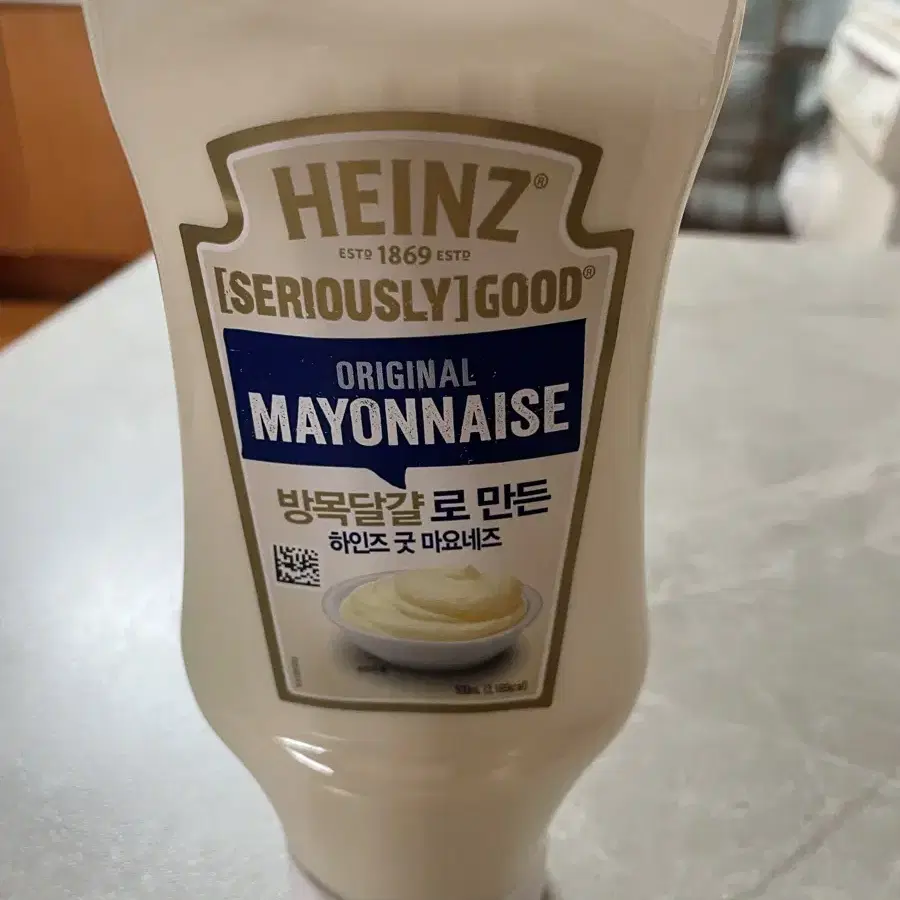 HEINZ®
ESTD 1869 ESTD
[SERIOUSLY]GOOD®
ORIGINAL
MAYONNAISE
방목달걀로 만든
하인즈 굿 마요네즈